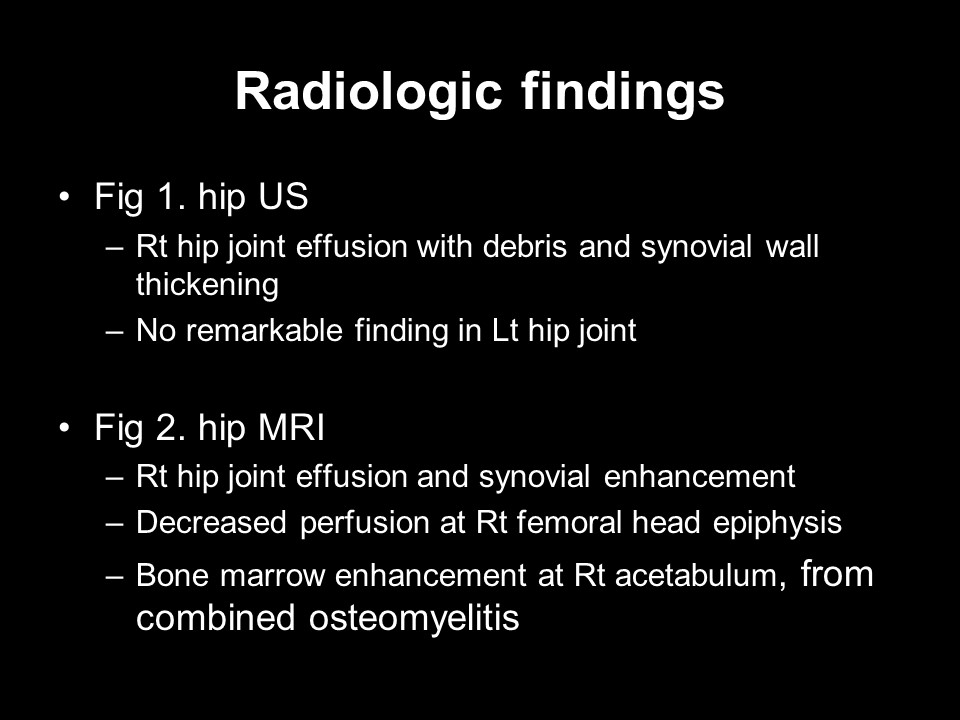 Radiologic findings
• Fig 1. hip US
– Rt hip joint effusion with debris and synovial wall
thickening
– No remarkable finding in Lt hip joint
• Fig 2. hip MRI
– Rt hip joint effusion and synovial enhancement
– Decreased perfusion at Rt femoral head epiphysis
– Bone marrow enhancement at Rt acetabulum, from
combined osteomyelitis